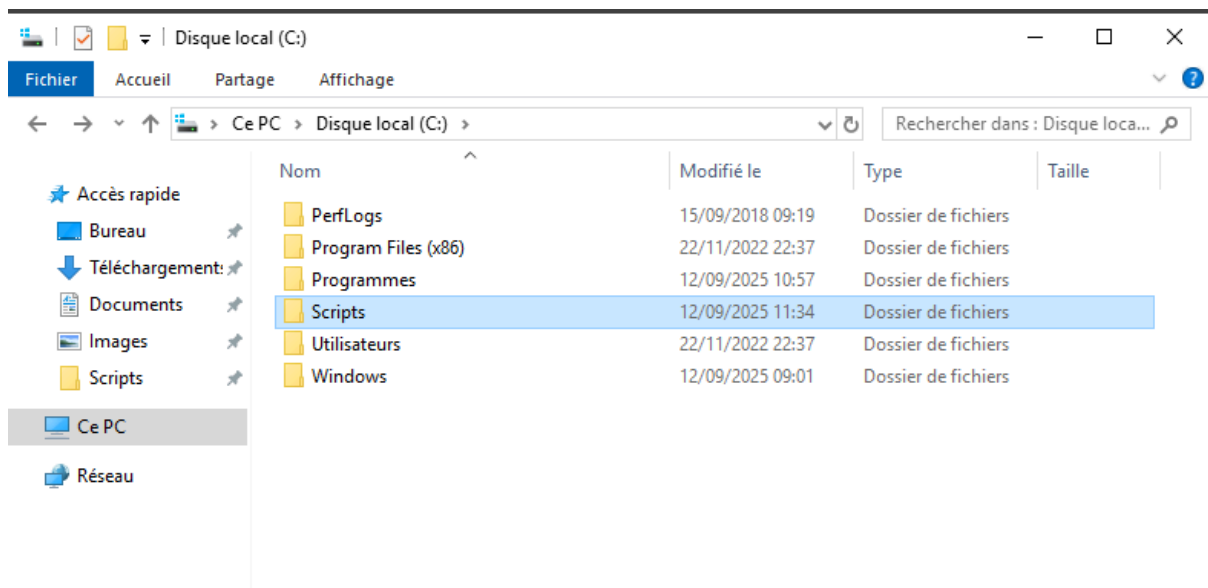 Disque local (C:)
Fichier Accueil Partage Affichage ?
Ce PC > Disque local (C:) > Rechercher dans : Disque loca...
Nom Modifié le Type Taille
Accès rapide
Bureau
Téléchargement:
Documents
Images
Scripts
Ce PC
Réseau
PerfLogs 15/09/2018 09:19 Dossier de fichiers
Program Files (x86) 22/11/2022 22:37 Dossier de fichiers
Programmes 12/09/2025 10:57 Dossier de fichiers
Scripts 12/09/2025 11:34 Dossier de fichiers
Utilisateurs 22/11/2022 22:37 Dossier de fichiers
Windows 12/09/2025 09:01 Dossier de fichiers